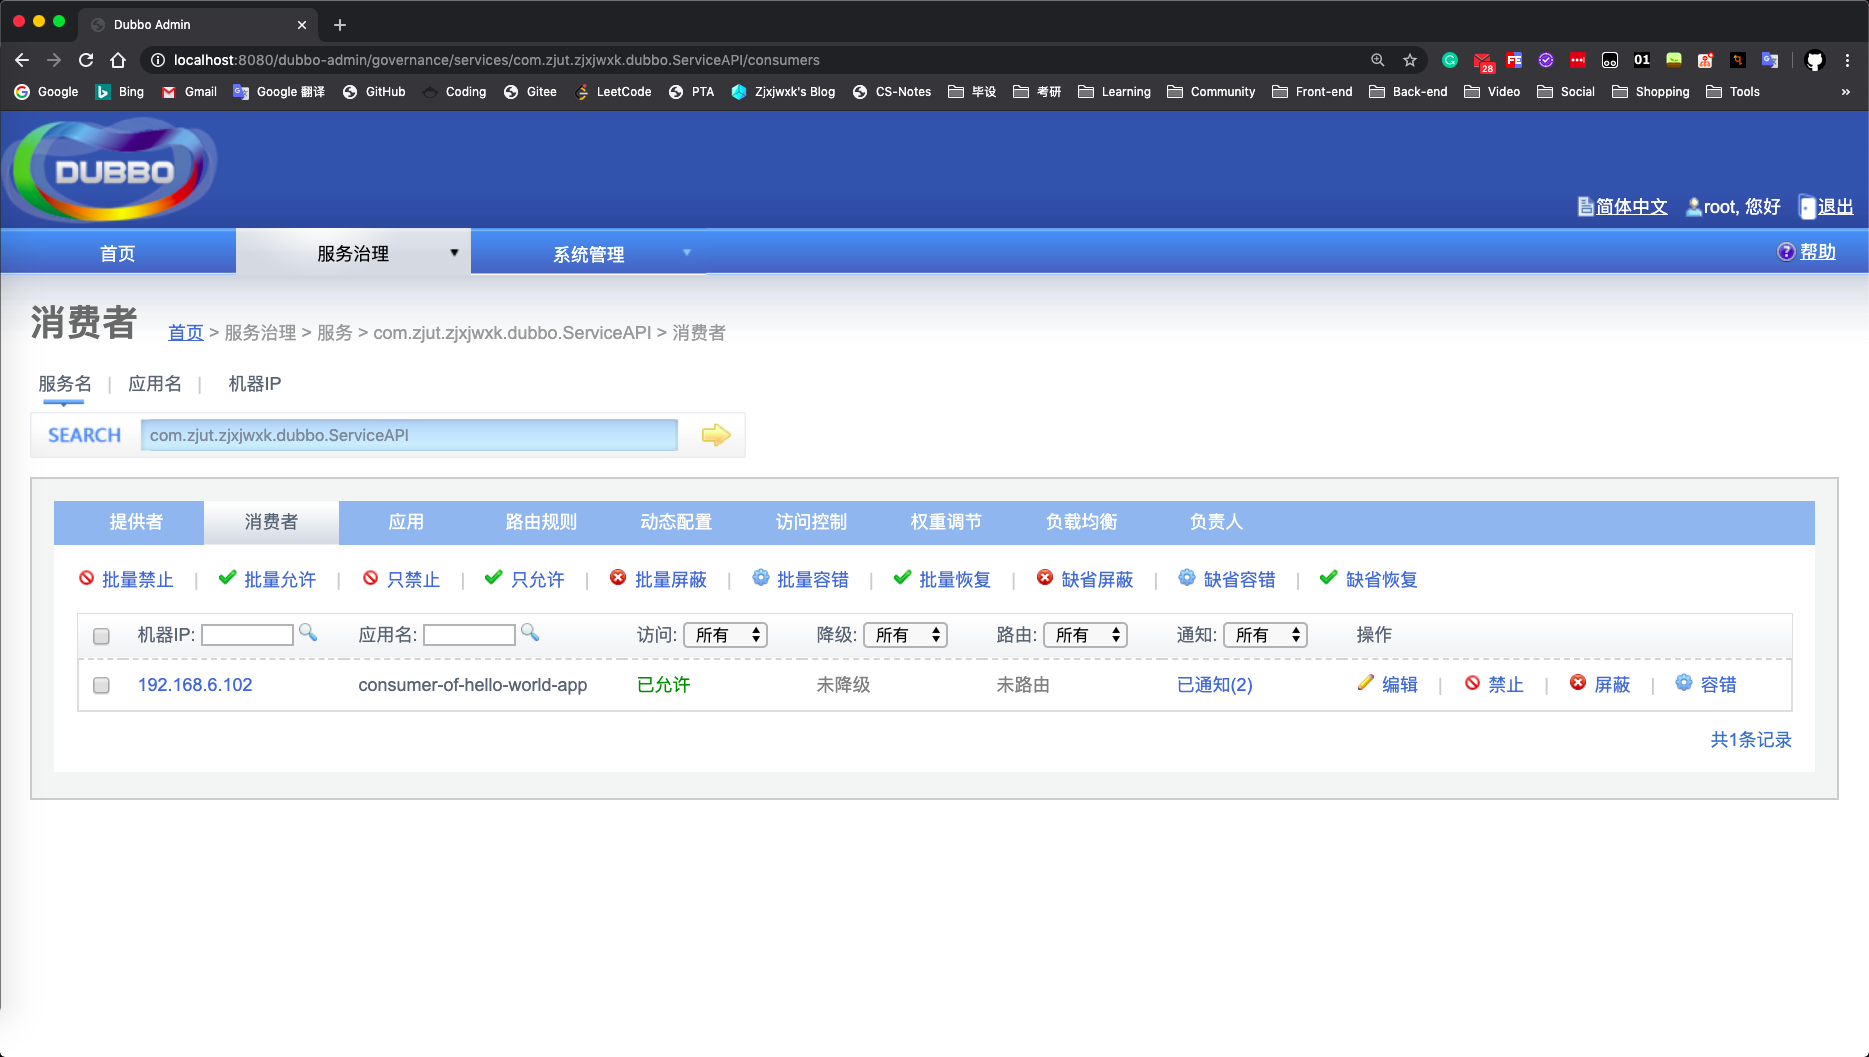 Dubbo Admin
localhost:8080/dubbo-admin/governance/services/com.zjut.zjxjwxk.dubbo.ServiceAPI/consumers
28 FE 01
Google Bing Gmail Google 翻译 GitHub Coding Gitee LeetCode PTA Zjxjwxk's Blog CS-Notes 毕设 考研 Learning Community Front-end Back-end Video Social Shopping Tools »
DUBBO
简体中文 root, 您好 退出
首页 服务治理 系统管理 帮助
消费者 首页 > 服务治理 > 服务 > com.zjut.zjxjwxk.dubbo.ServiceAPI > 消费者
服务名 | 应用名 | 机器IP
SEARCH com.zjut.zjxjwxk.dubbo.ServiceAPI
提供者 消费者 应用 路由规则 动态配置 访问控制 权重调节 负载均衡 负责人
批量禁止 | 批量允许 | 只禁止 | 只允许 | 批量屏蔽 | 批量容错 | 批量恢复 | 缺省屏蔽 | 缺省容错 | 缺省恢复
机器IP: 应用名: 访问: 所有 降级: 所有 路由: 所有 通知: 所有 操作
192.168.6.102 consumer-of-hello-world-app 已允许 未降级 未路由 已通知(2) 编辑 | 禁止 | 屏蔽 | 容错
共1条记录